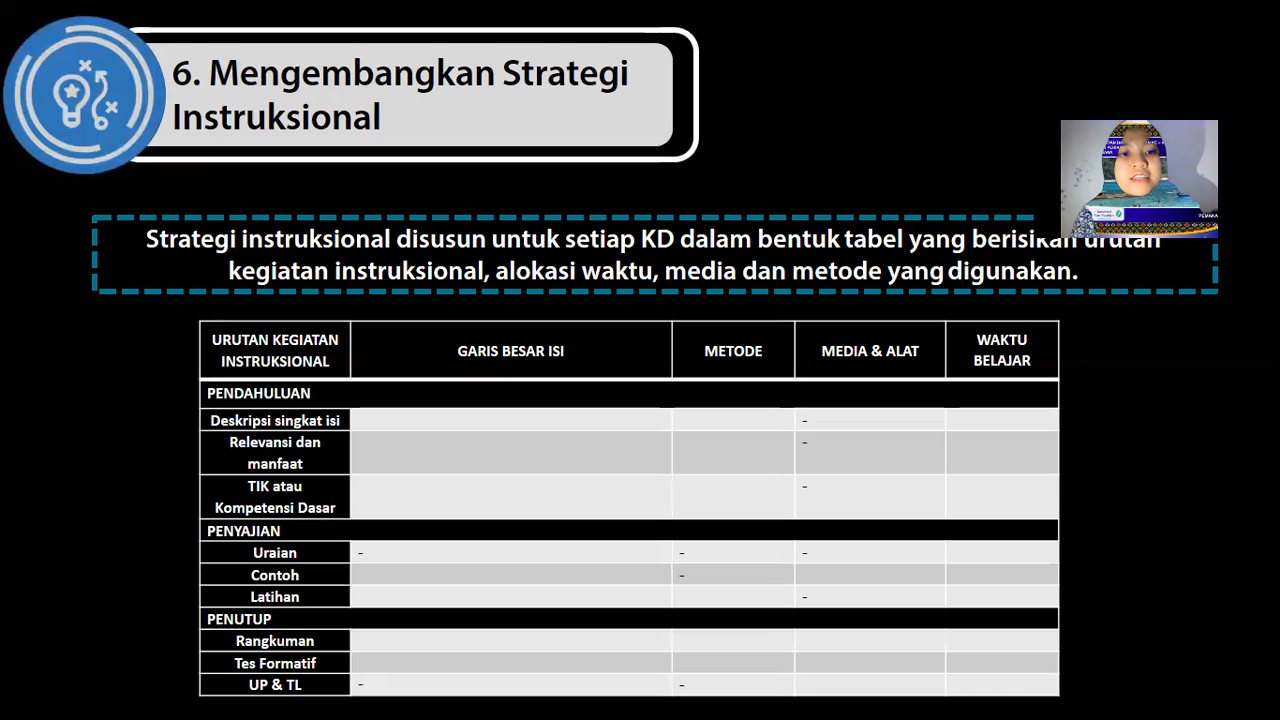 6. Mengembangkan Strategi
Instruksional
Strategi instruksional disusun untuk setiap KD dalam bentuk tabel yang berisikan urutan
kegiatan instruksional, alokasi waktu, media dan metode yang digunakan.
URUTAN KEGIATAN
INSTRUKSIONAL
GARIS BESAR ISI
METODE
MEDIA & ALAT
WAKTU
BELAJAR
PENDAHULUAN
Deskripsi singkat isi
-
Relevansi dan
manfaat
-
TIK atau
Kompetensi Dasar
-
PENYAJIAN
Uraian - - -
Contoh -
Latihan -
PENUTUP
Rangkuman
Tes Formatif
UP & TL - -